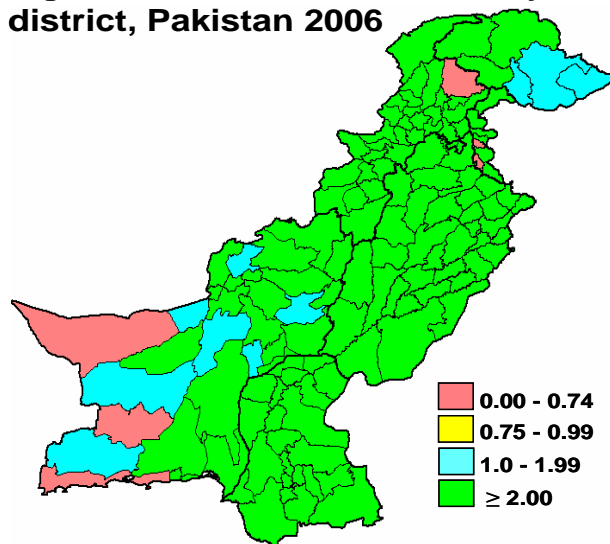 district, Pakistan 2006
0.00 - 0.74
0.75 - 0.99
1.0 - 1.99
≥ 2.00